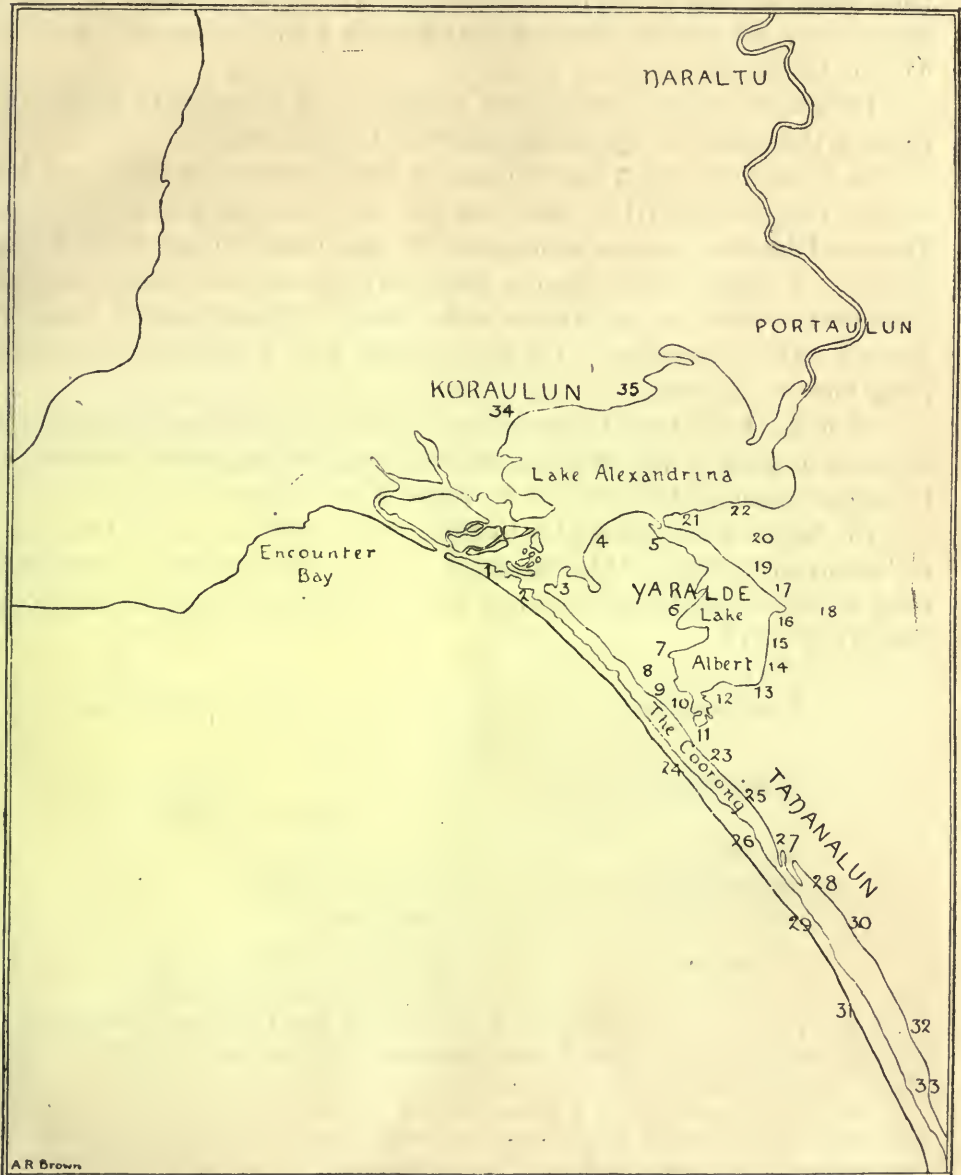 ŊARALTU
PORTAULUN
KORAULUN
34
35
Lake Alexandrina
Encounter
Bay
1
2
3
4
5
21
22
20
19
17
18
YARALDE
6
Lake
16
15
7
Albert
14
8
9
10
12
13
11
The Coorong
23
24
25
TAŊANALUN
26
27
28
29
30
31
32
33
A R Brown